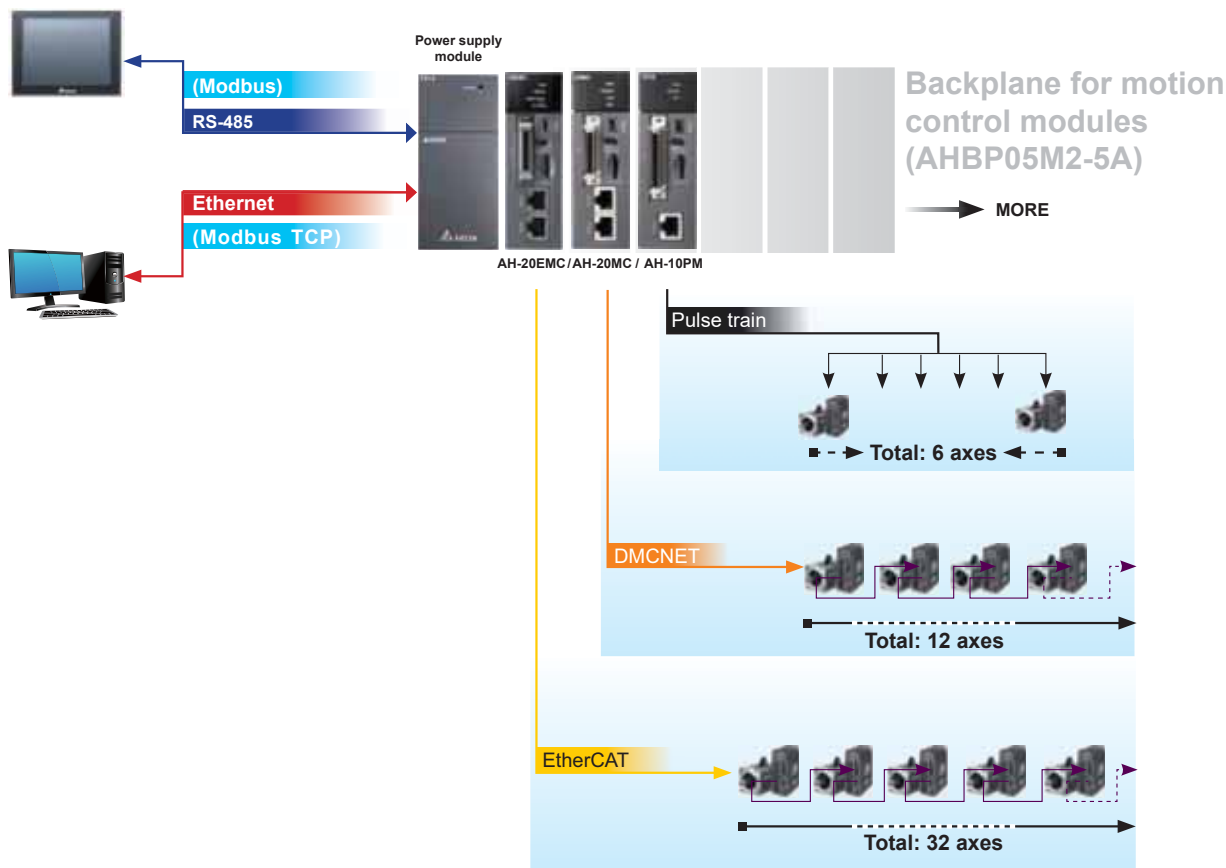 Power supply
module
(Modbus)
RS-485
Ethernet
(Modbus TCP)
Backplane for motion
control modules
(AHBP05M2-5A)
MORE
AH-20EMC / AH-20MC / AH-10PM
Pulse train
Total: 6 axes
DMCNET
Total: 12 axes
EtherCAT
Total: 32 axes